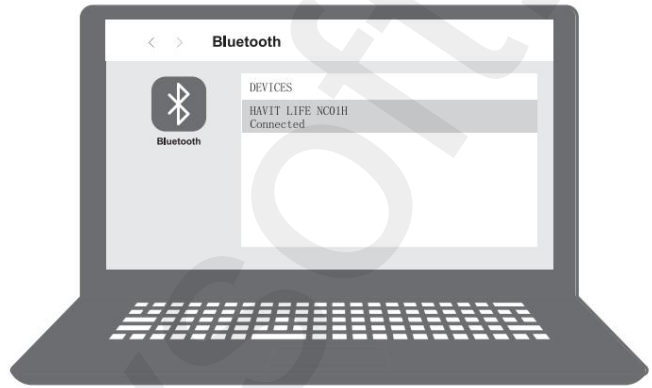 < > Bluetooth
DEVICES
HAVIT LIFE NC01H
Connected
Bluetooth